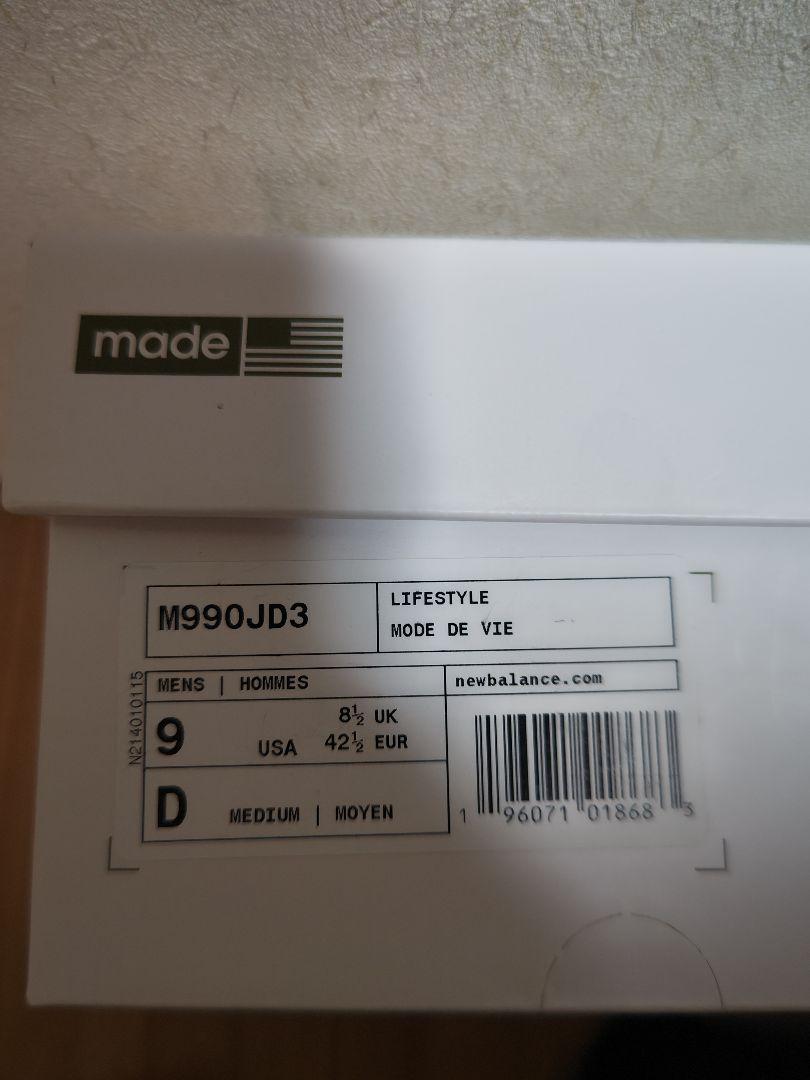 made
M990JD3
LIFESTYLE
MODE DE VIE
N214010115
MENS | HOMMES
newbalance.com
9 USA
8½ UK
42½ EUR
D MEDIUM | MOYEN
1 96071 01868 3